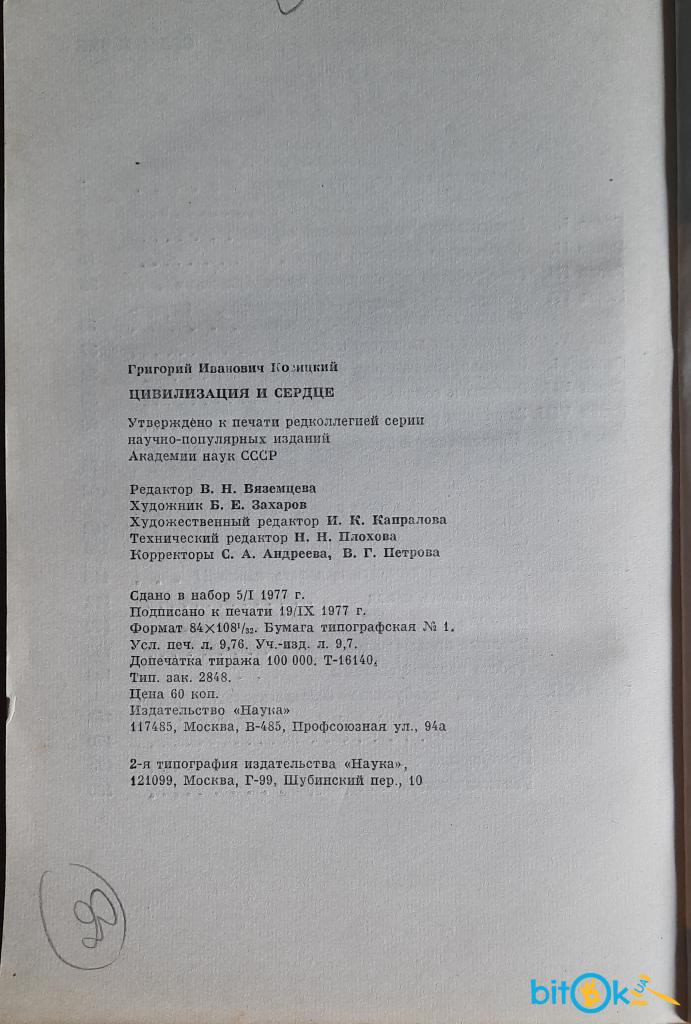 Григорий Иванович Косицкий
ЦИВИЛИЗАЦИЯ И СЕРДЦЕ
Утверждено к печати редколлегией серии
научно-популярных изданий
Академии наук СССР
Редактор В. Н. Вяземцева
Художник Б. Е. Захаров
Художественный редактор И. К. Капралова
Технический редактор Н. Н. Плохова
Корректоры С. А. Андреева, В. Г. Петрова
Сдано в набор 5/I 1977 г.
Подписано к печати 19/IX 1977 г.
Формат 84×108¹/₃₂. Бумага типографская № 1.
Усл. печ. л. 9,76. Уч.-изд. л. 9,7.
Допечатка тиража 100 000. Т-16140.
Тип. зак. 2848.
Цена 60 коп.
Издательство «Наука»
117485, Москва, В-485, Профсоюзная ул., 94а
2-я типография издательства «Наука»,
121099, Москва, Г-99, Шубинский пер., 10
bitOk.UA